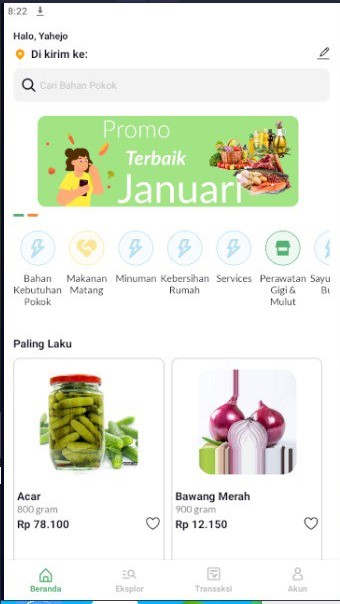 8:22
Halo, Yahejo
Di kirim ke:
Cari Bahan Pokok
Promo
Terbaik
Januari
Bahan
Kebutuhan
Pokok
Makanan
Matang
Minuman
Kebersihan
Rumah
Services
Perawatan
Gigi &
Mulut
Sayu
Bu
Paling Laku
Acar
800 gram
Rp 78.100
Bawang Merah
900 gram
Rp 12.150
Beranda
Eksplor
Transaksi
Akun